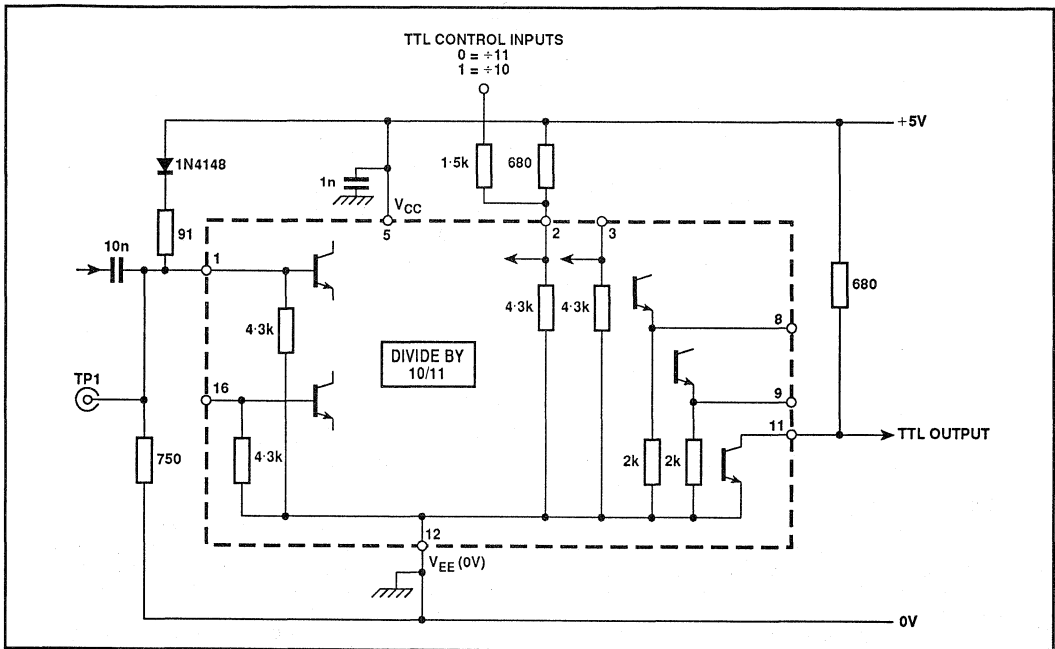 TTL CONTROL INPUTS
0 = ÷11
1 = ÷10
+5V
1N4148
1·5k
680
1n
VCC
91
5
2
3
10n
1
4·3k
4·3k
4·3k
680
8
DIVIDE BY
10/11
TP1
16
9
11
TTL OUTPUT
750
4·3k
2k
2k
12
VEE (0V)
0V